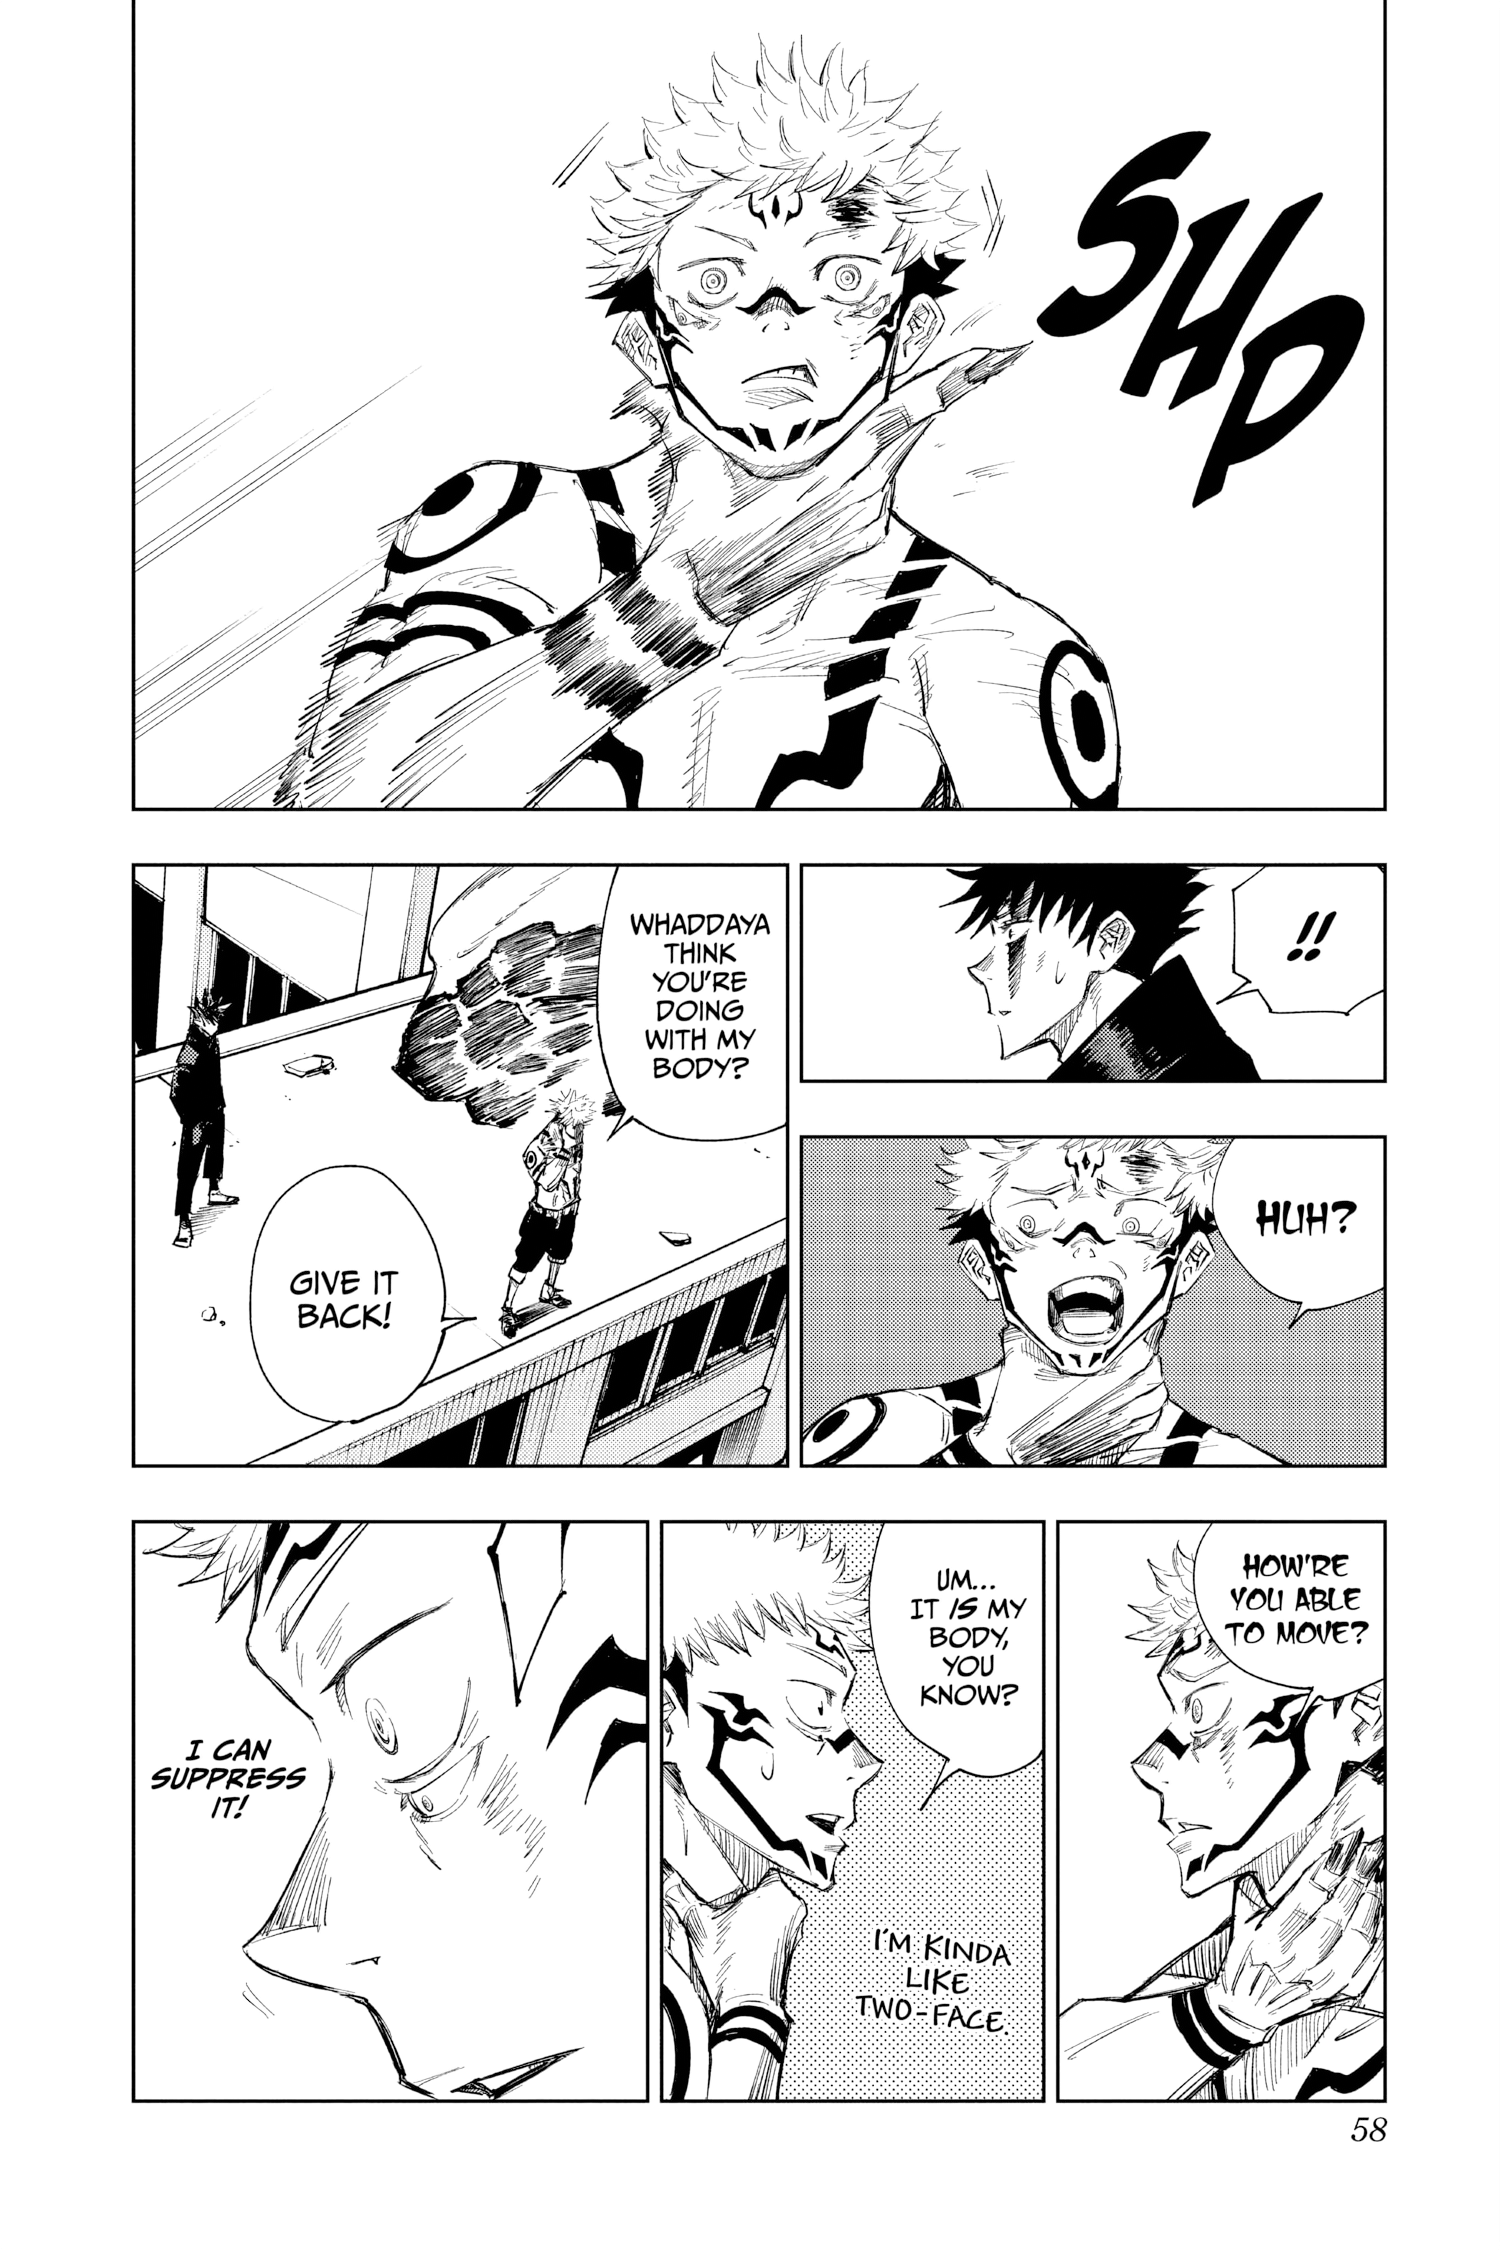 SHP
!!
HUH?
WHADDAYA
THINK
YOU'RE
DOING
WITH MY
BODY?
GIVE IT
BACK!
HOW'RE
YOU ABLE
TO MOVE?
UM...
IT IS MY
BODY,
YOU
KNOW?
I'M KINDA
LIKE
TWO-FACE.
I CAN
SUPPRESS
IT!
58